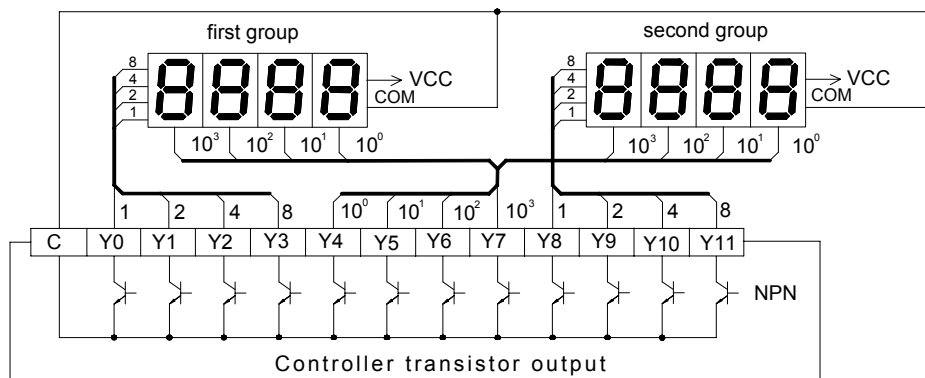 first group
second group
8
4
2
1
VCC
COM
8
4
2
1
VCC
COM
10³ 10² 10¹ 10⁰
10³ 10² 10¹ 10⁰
1 2 4 8 10⁰ 10¹ 10² 10³ 1 2 4 8
C Y0 Y1 Y2 Y3 Y4 Y5 Y6 Y7 Y8 Y9 Y10 Y11
NPN
Controller transistor output